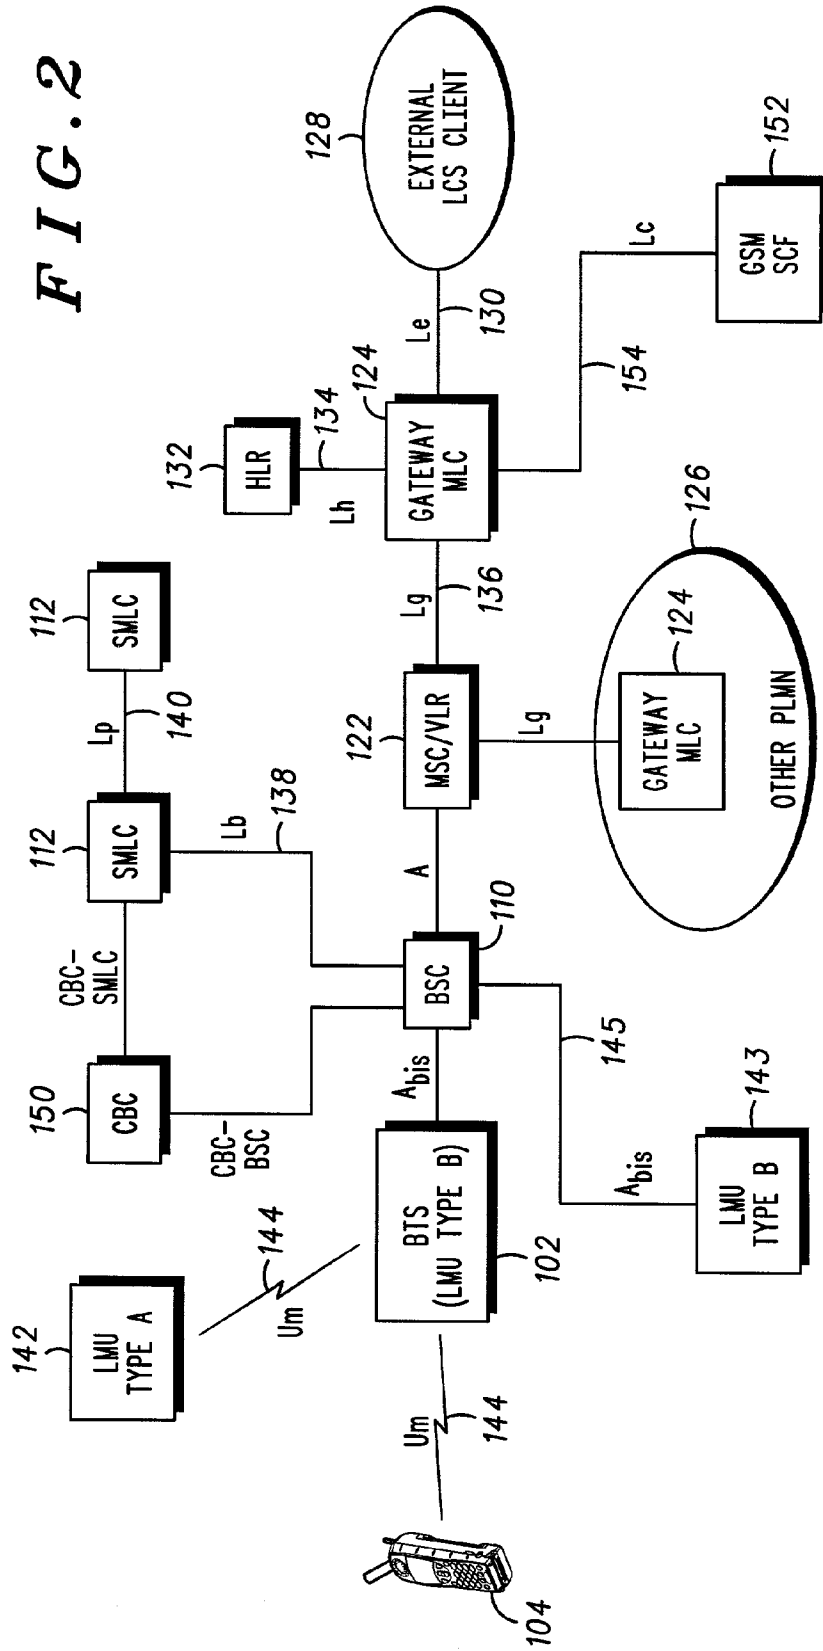 FIG.2
142
LMU
TYPE A
144
Um
150
CBC
CBC-
SMLC
112
SMLC
Lp
140
112
SMLC
CBC-
BSC
Lb
138
132
HLR
Lh
134
128
EXTERNAL
LCS CLIENT
104
Um
144
BTS
(LMU TYPE B)
102
Abis
BSC
110
A
122
MSC/VLR
Lg
136
GATEWAY
MLC
124
Le
130
Abis
145
LMU
TYPE B
143
Lg
GATEWAY
MLC
124
OTHER PLMN
126
154
Lc
GSM
SCF
152